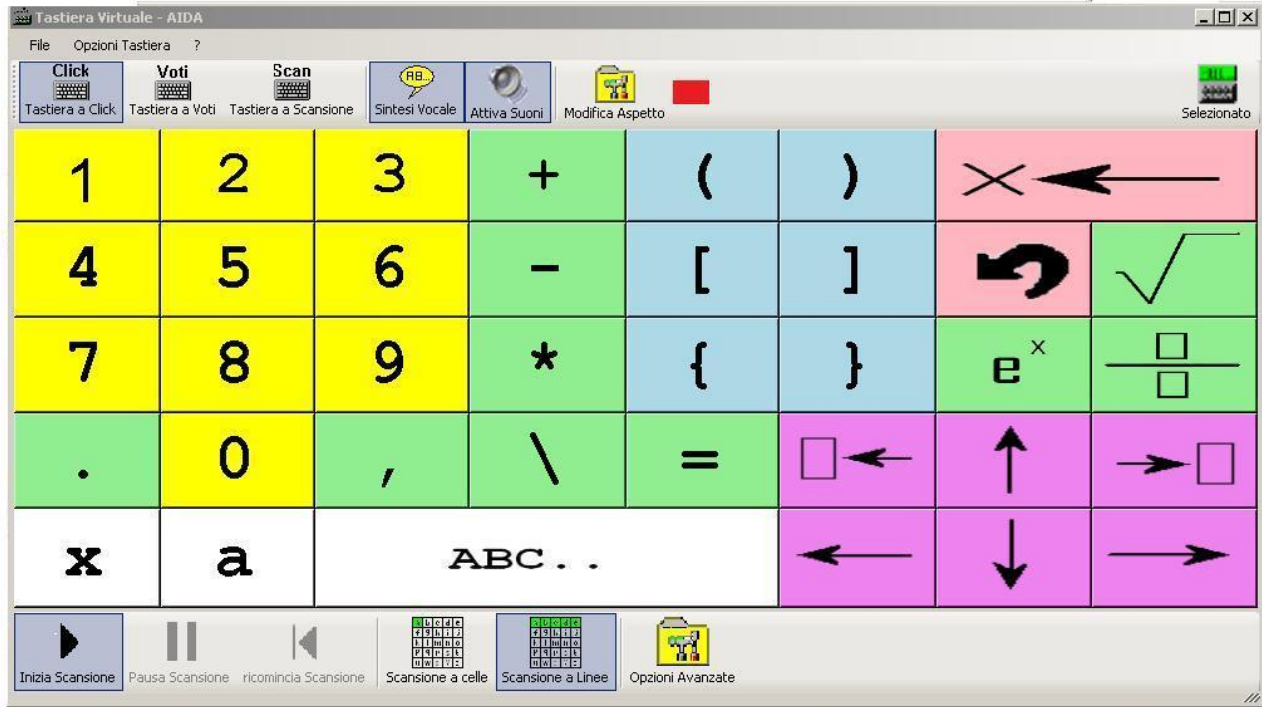 Tastiera Virtuale - AIDA
File Opzioni Tastiera ?
Click Voti Scan
Tastiera a Click Tastiera a Voti Tastiera a Scansione Sintesi Vocale Attiva Suoni Modifica Aspetto Selezionato
1 2 3 + ( )
4 5 6 - [ ] √
7 8 9 * { } e^x
. 0 , \ =
x a ABC..
Inizia Scansione Pausa Scansione ricomincia Scansione Scansione a celle Scansione a Linee Opzioni Avanzate